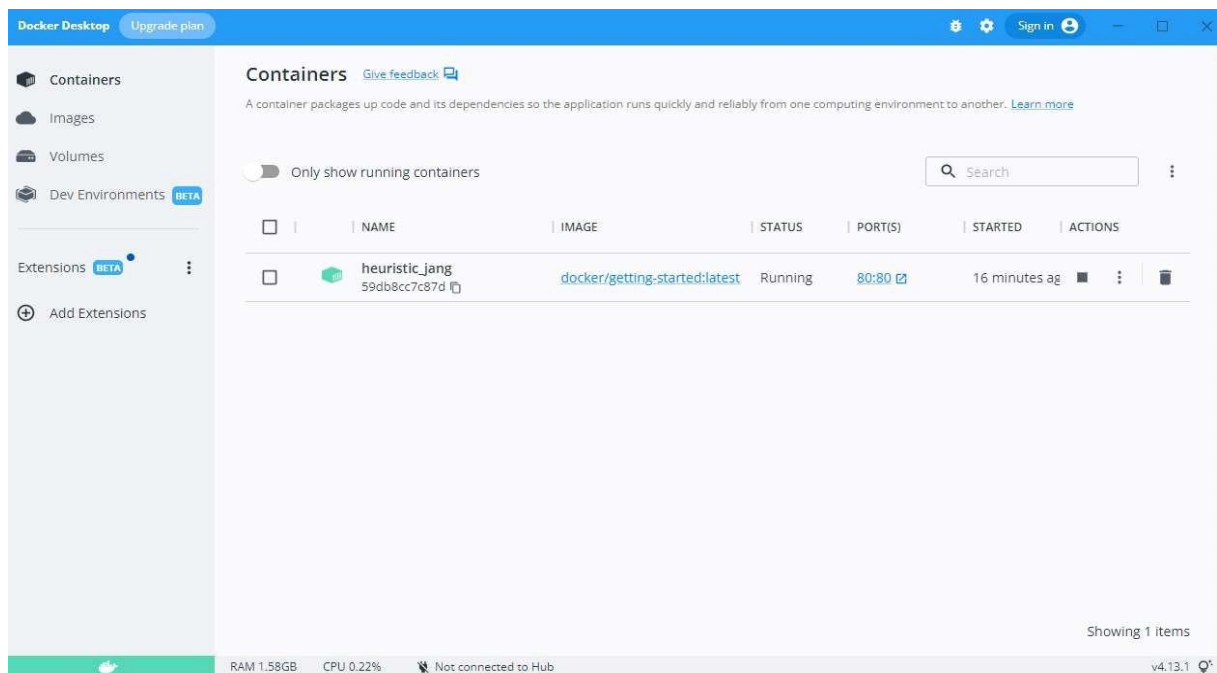 Docker Desktop Upgrade plan Sign in
Containers
Images
Volumes
Dev Environments BETA
Extensions BETA
Add Extensions
Containers Give feedback
A container packages up code and its dependencies so the application runs quickly and reliably from one computing environment to another. Learn more
Only show running containers Search
NAME IMAGE STATUS PORT(S) STARTED ACTIONS
heuristic_jang docker/getting-started:latest Running 80:80 16 minutes ag
59db8cc7c87d
Showing 1 items
RAM 1.58GB CPU 0.22% Not connected to Hub v4.13.1